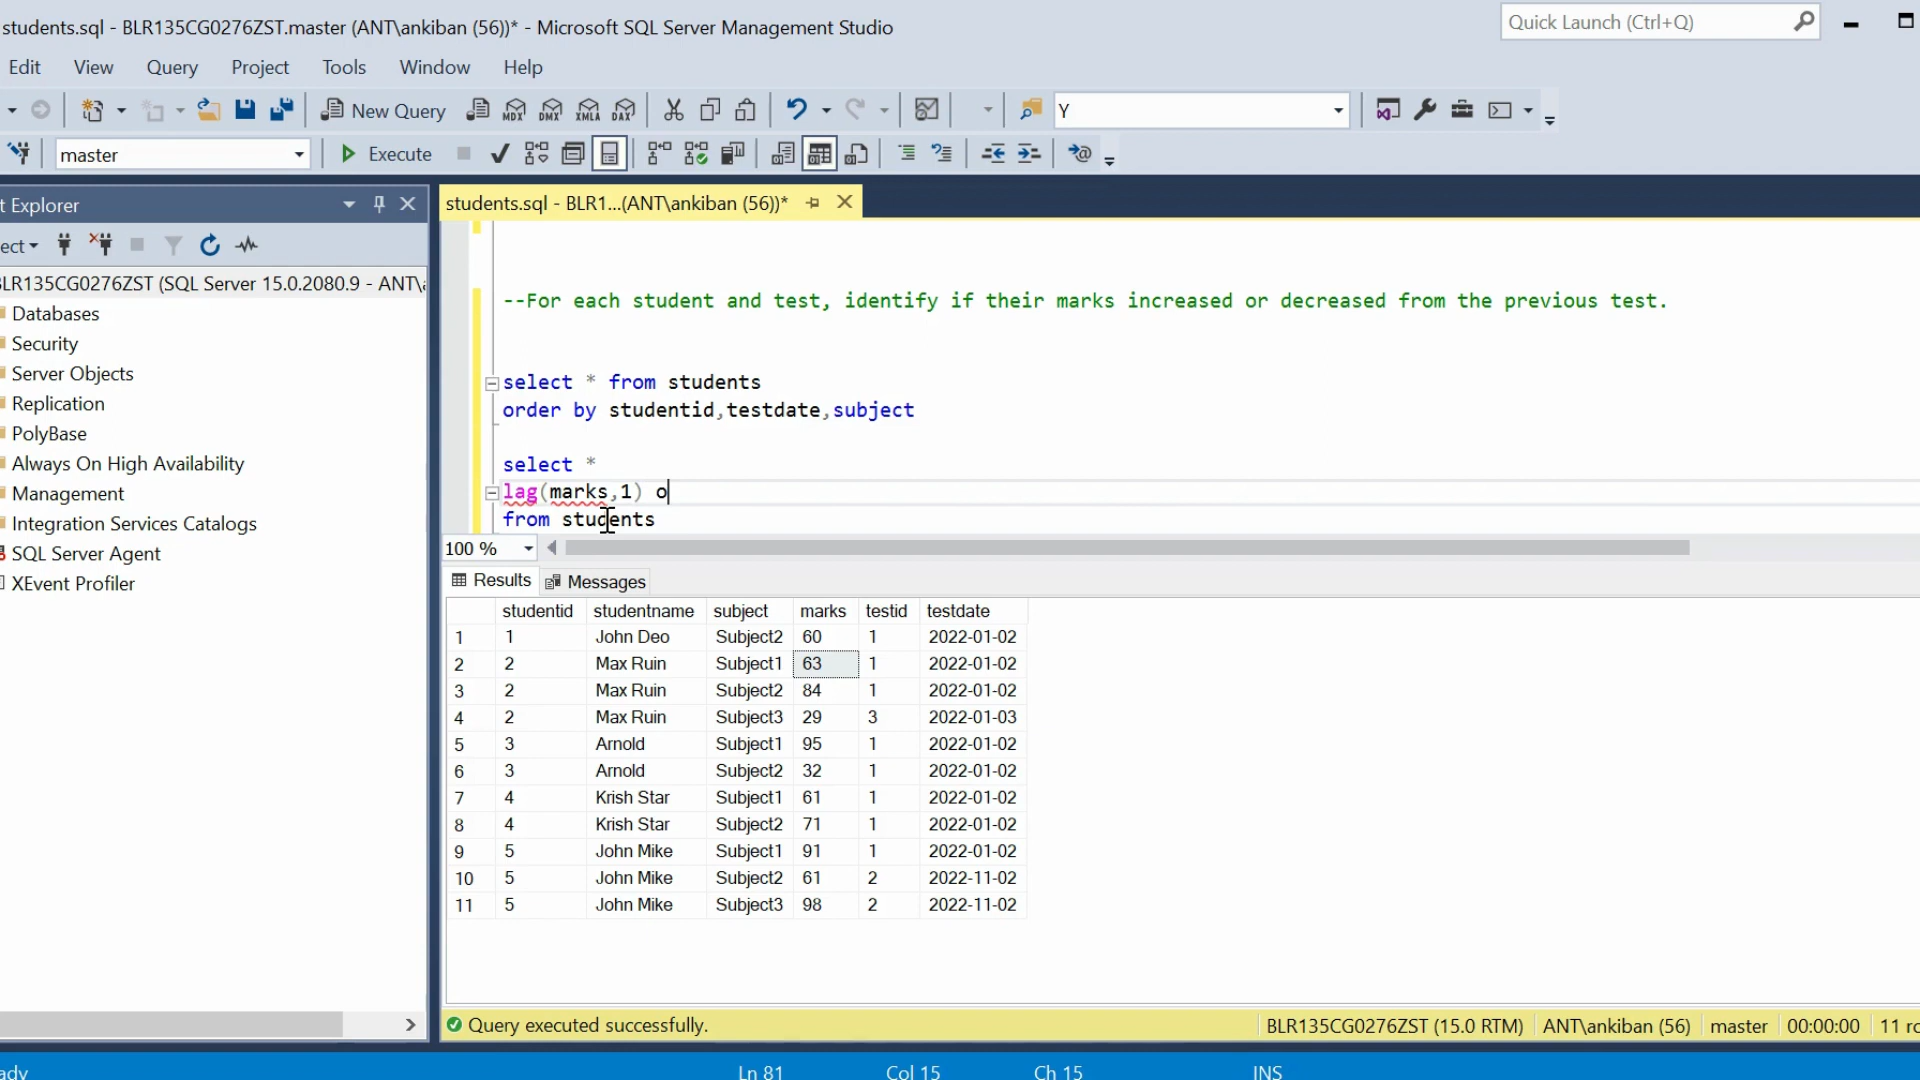 students.sql - BLR135CG0276ZST.master (ANT\ankiban (56))* - Microsoft SQL Server Management Studio
Quick Launch (Ctrl+Q)
Edit View Query Project Tools Window Help
New Query MDX DMX XMLA DAX Y
master Execute
t Explorer
students.sql - BLR1...(ANT\ankiban (56))*
ect
BLR135CG0276ZST (SQL Server 15.0.2080.9 - ANT\
Databases
Security
Server Objects
Replication
PolyBase
Always On High Availability
Management
Integration Services Catalogs
SQL Server Agent
XEvent Profiler
--For each student and test, identify if their marks increased or decreased from the previous test.
select * from students
order by studentid,testdate,subject
select *
lag(marks,1) o
from students
100 %
Results Messages
studentid studentname subject marks testid testdate
1 1 John Deo Subject2 60 1 2022-01-02
2 2 Max Ruin Subject1 63 1 2022-01-02
3 2 Max Ruin Subject2 84 1 2022-01-02
4 2 Max Ruin Subject3 29 3 2022-01-03
5 3 Arnold Subject1 95 1 2022-01-02
6 3 Arnold Subject2 32 1 2022-01-02
7 4 Krish Star Subject1 61 1 2022-01-02
8 4 Krish Star Subject2 71 1 2022-01-02
9 5 John Mike Subject1 91 1 2022-01-02
10 5 John Mike Subject2 61 2 2022-11-02
11 5 John Mike Subject3 98 2 2022-11-02
Query executed successfully. BLR135CG0276ZST (15.0 RTM) ANT\ankiban (56) master 00:00:00 11 ro
ady Ln 81 Col 15 Ch 15 INS